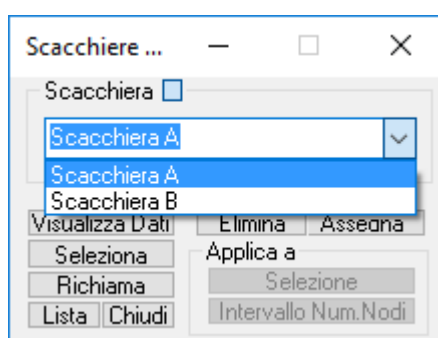 Scacchiere ...
Scacchiera
Scacchiera A
Scacchiera A
Scacchiera B
Visualizza Dati Elimina Assegna
Seleziona Applica a
Richiama Selezione
Lista Chiudi Intervallo Num.Nodi